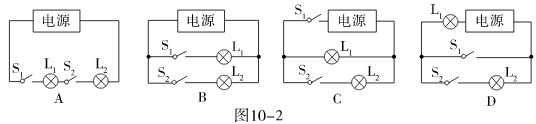 电源 电源 S₁ 电源 L₁ 电源
S₁ L₁ S₂ L₂ S₁ L₁ L₁ S₁
S₂ L₂ S₂ L₂ S₂ L₂
A B C D
图10-2